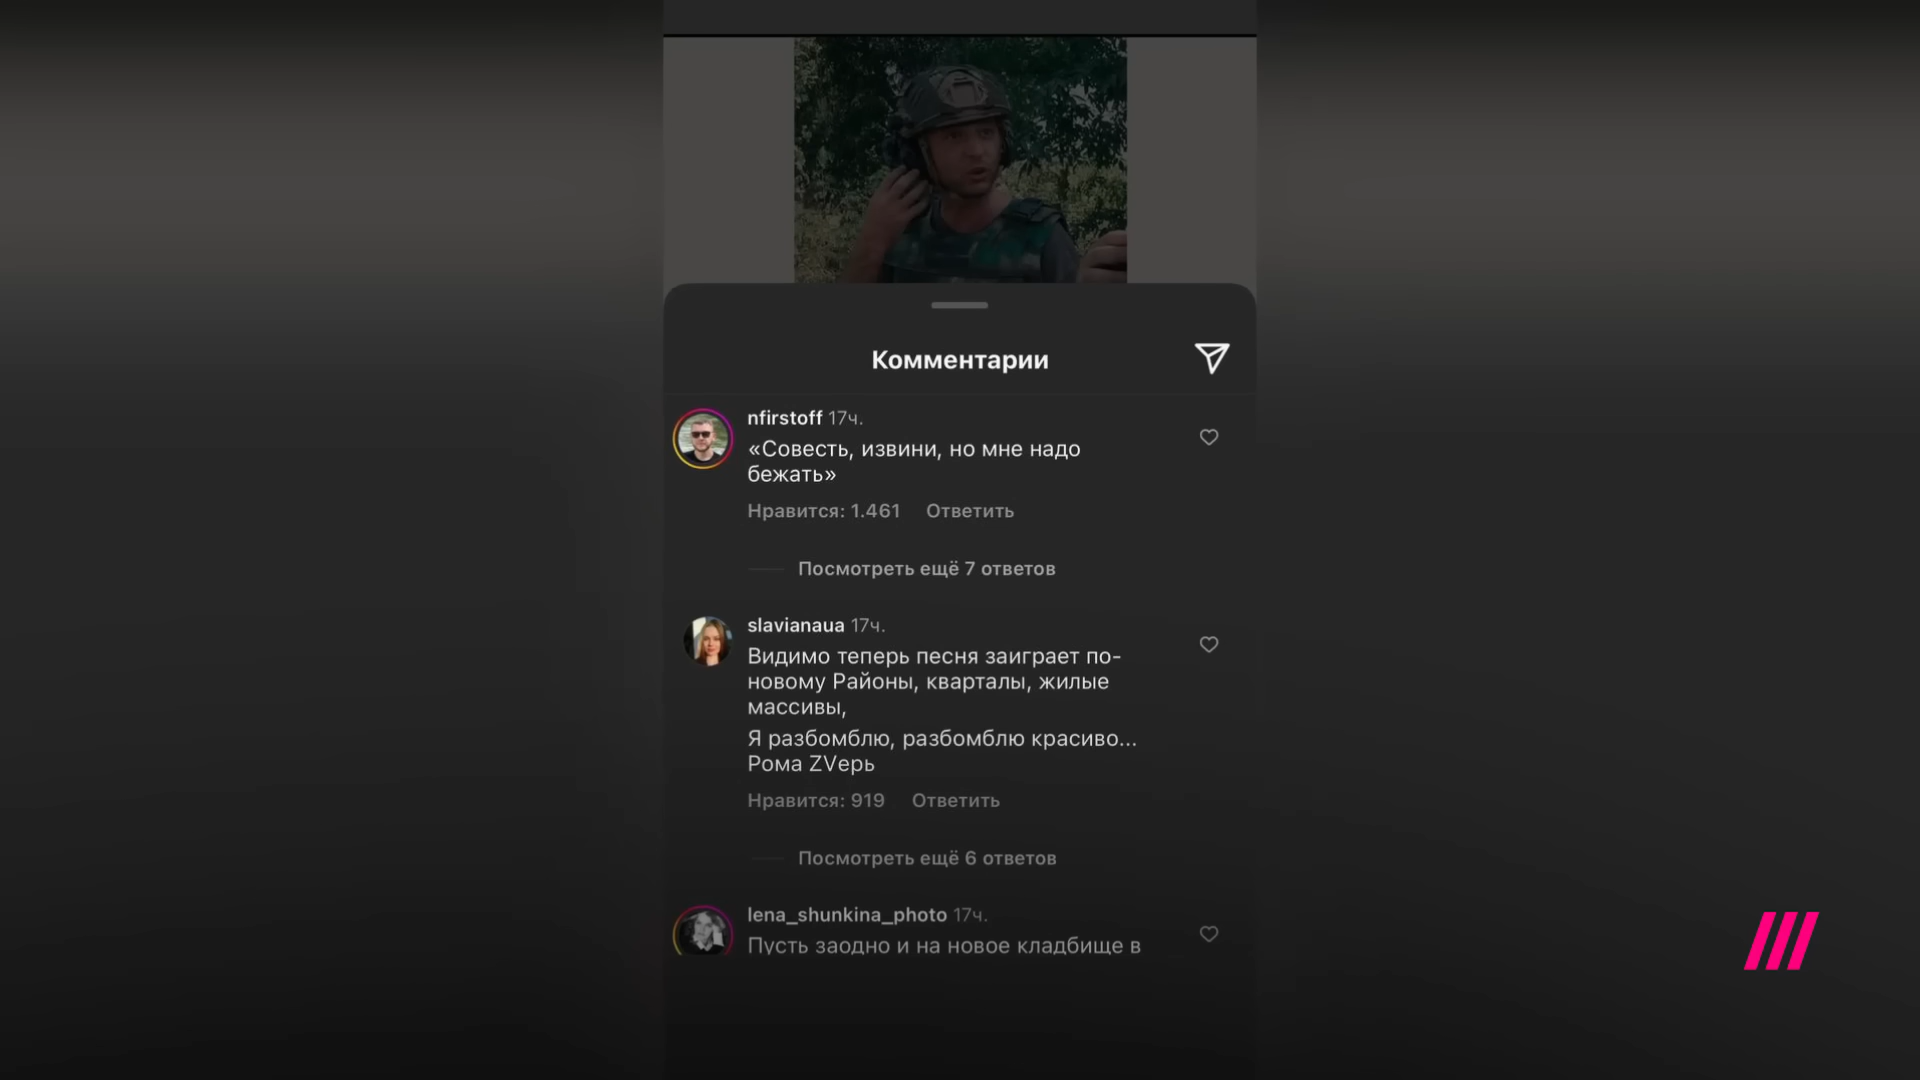 Комментарии
nfirstoff 17ч.
«Совесть, извини, но мне надо
бежать»
Нравится: 1.461 Ответить
Посмотреть ещё 7 ответов
slavianaua 17ч.
Видимо теперь песня заиграет по-
новому Районы, кварталы, жилые
массивы,
Я разбомблю, разбомблю красиво...
Рома ZVерь
Нравится: 919 Ответить
Посмотреть ещё 6 ответов
lena_shunkina_photo 17ч.
Пусть заодно и на новое кладбище в